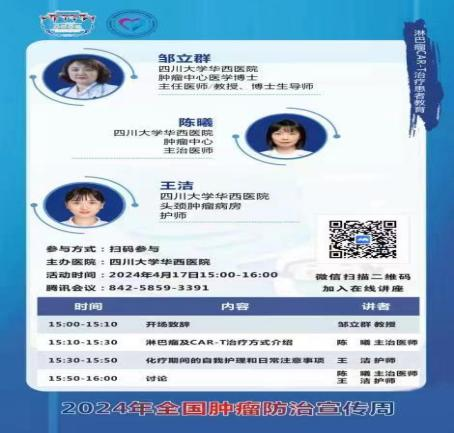 淋巴瘤CAR-T治疗患者教育
邹立群
四川大学华西医院
肿瘤中心医学博士
主任医师/教授、博士生导师
陈曦
四川大学华西医院
肿瘤中心
主治医师
王洁
四川大学华西医院
头颈肿瘤病房
护师
参与方式：扫码参与
主办医院：四川大学华西医院
活动时间：2024年4月17日15:00-16:00
腾讯会议：842-5859-3391
微信扫描二维码
加入在线讲座
时间 内容 讲者
15:00-15:10 开场致辞 邹立群 教授
15:10-15:30 淋巴瘤及CAR-T治疗方式介绍 陈 曦 主治医师
15:30-15:50 化疗期间的自我护理和日常注意事项 王 洁 护师
15:50-16:00 讨论 陈 曦 主治医师
王 洁 护师
2024年全国肿瘤防治宣传周